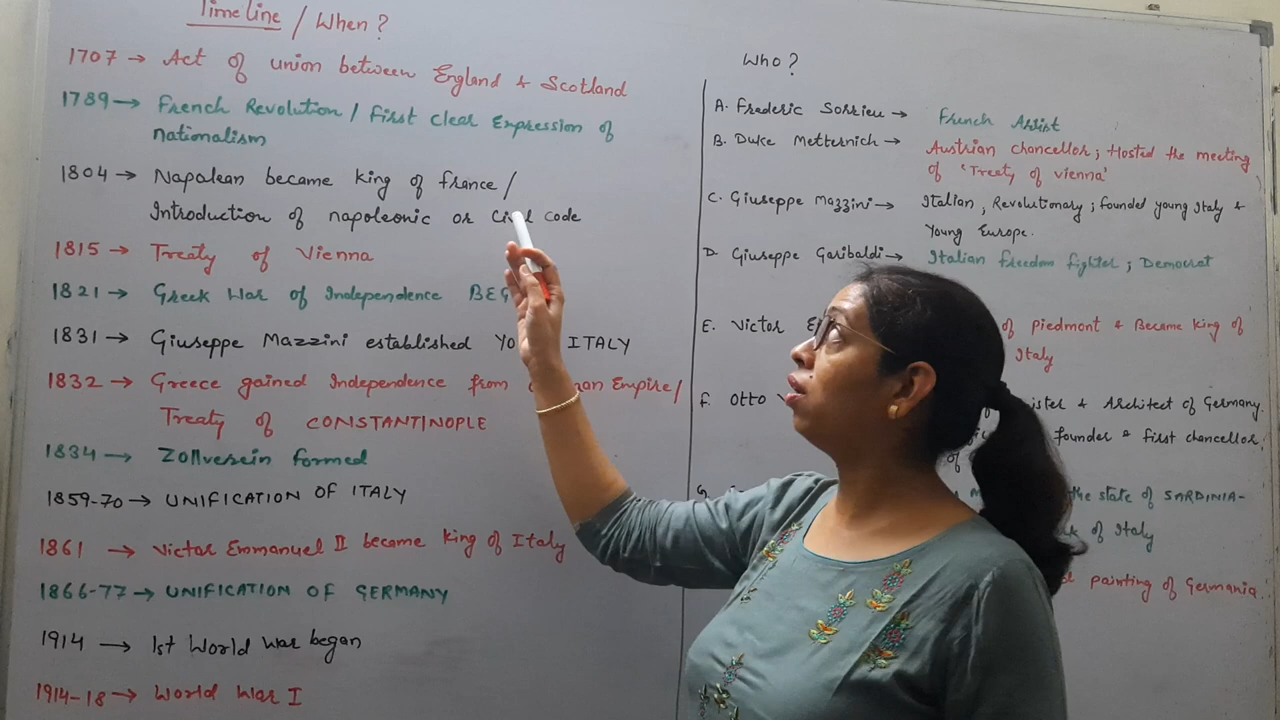 Timeline / When?
1707 → Act of union between England & Scotland
1789 → French Revolution / First clear Expression of
nationalism
1804 → Napolean became king of france /
Introduction of napoleonic or Civil code
1815 → Treaty of Vienna
1821 → Greek War of Independence BEG
1831 → Giuseppe Mazzini established YO ITALY
1832 → Greece gained Independence from an Empire /
Treaty of CONSTANTINOPLE
1834 → Zollverein formed
1859-70 → UNIFICATION OF ITALY
1861 → Victor Emmanuel II became king of Italy
1866-77 → UNIFICATION OF GERMANY
1914 → 1st World War began
1914-18 → World War I
Who?
A. Frederic Sorrieu → French Artist
B. Duke Metternich → Austrian chancellor; Hosted the meeting
of 'Treaty of vienna'
C. Giuseppe Mazzini → Italian, Revolutionary; founded young Italy &
Young Europe.
D. Giuseppe Garibaldi → Italian freedom fighter; Democrat
E. Victor of Piedmont & Became king of
Italy
F. Otto & Architect of Germany.
founder & First chancellor.
of
the state of SARDINIA-
of Italy
painting of Germania.